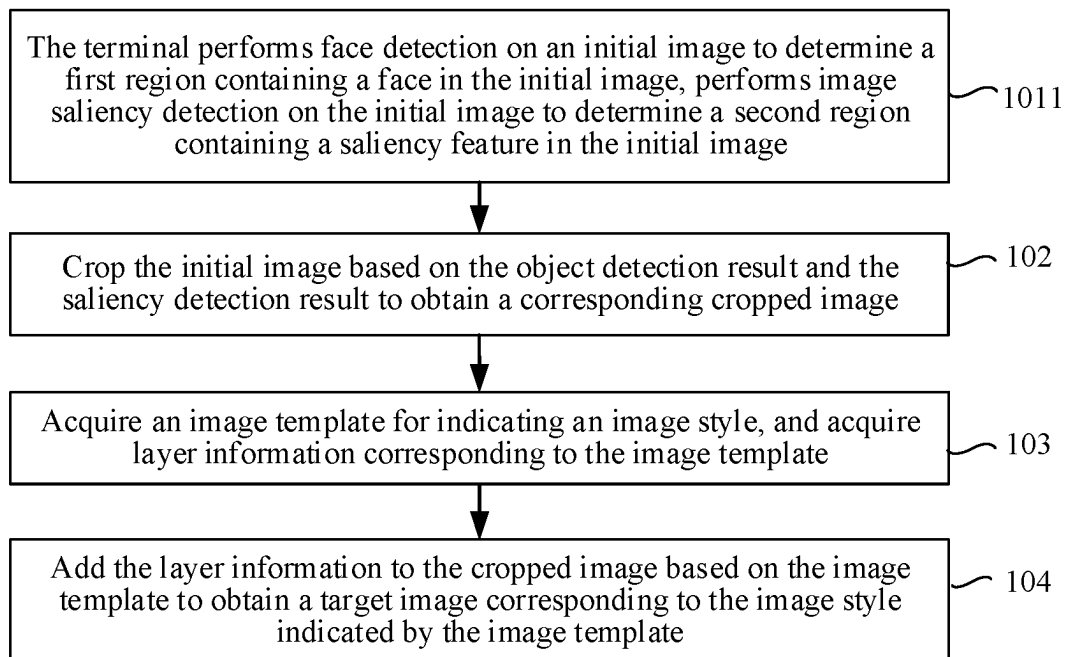 The terminal performs face detection on an initial image to determine a
first region containing a face in the initial image, performs image
saliency detection on the initial image to determine a second region
containing a saliency feature in the initial image
1011
Crop the initial image based on the object detection result and the
saliency detection result to obtain a corresponding cropped image
102
Acquire an image template for indicating an image style, and acquire
layer information corresponding to the image template
103
Add the layer information to the cropped image based on the image
template to obtain a target image corresponding to the image style
indicated by the image template
104